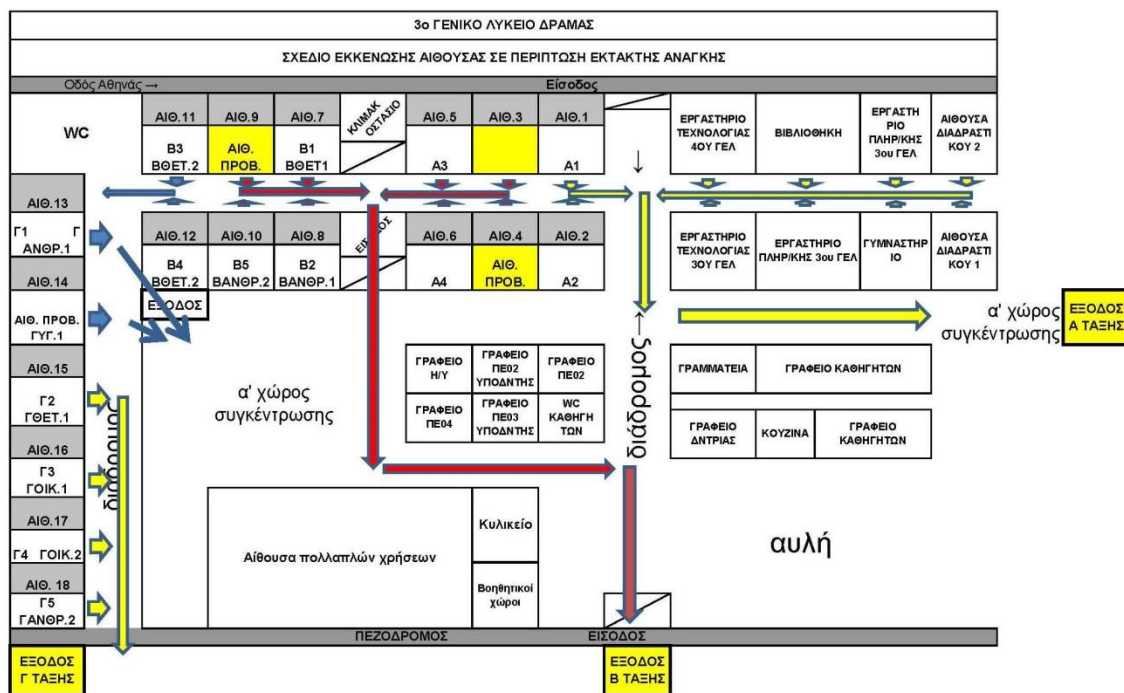 3ο ΓΕΝΙΚΟ ΛΥΚΕΙΟ ΔΡΑΜΑΣ
ΣΧΕΔΙΟ ΕΚΚΕΝΩΣΗΣ ΑΙΘΟΥΣΑΣ ΣΕ ΠΕΡΙΠΤΩΣΗ ΕΚΤΑΚΤΗΣ ΑΝΑΓΚΗΣ
Οδός Αθηνάς →
Είσοδος
WC
ΑΙΘ.11
ΑΙΘ.9
ΑΙΘ.7
ΚΛΙΜΑΚ
ΟΣΤΑΣΙΟ
ΑΙΘ.5
ΑΙΘ.3
ΑΙΘ.1
Β3
ΒΘΕΤ.2
ΑΙΘ.
ΠΡΟΒ.
Β1
ΒΘΕΤ1
Α3
Α1
ΕΡΓΑΣΤΗΡΙΟ
ΤΕΧΝΟΛΟΓΙΑΣ
4ΟΥ ΓΕΛ
ΒΙΒΛΙΟΘΗΚΗ
ΕΡΓΑΣΤΗ
ΡΙΟ
ΠΛΗΡ/ΚΗΣ
3ου ΓΕΛ
ΑΙΘΟΥΣΑ
ΔΙΑΔΡΑΣΤΙ
ΚΟΥ 2
↓
ΑΙΘ.12
ΑΙΘ.10
ΑΙΘ.8
ΕΙΣΟΔΟΣ
ΑΙΘ.6
ΑΙΘ.4
ΑΙΘ.2
Β4
ΒΘΕΤ.2
Β5
ΒΑΝΘΡ.2
Β2
ΒΑΝΘΡ.1
Α4
ΑΙΘ.
ΠΡΟΒ.
Α2
ΕΡΓΑΣΤΗΡΙΟ
ΤΕΧΝΟΛΟΓΙΑΣ
3ΟΥ ΓΕΛ
ΕΡΓΑΣΤΗΡΙΟ
ΠΛΗΡ/ΚΗΣ 3ου ΓΕΛ
ΓΥΜΝΑΣΤΗΡ
ΙΟ
ΑΙΘΟΥΣΑ
ΔΙΑΔΡΑΣΤΙ
ΚΟΥ 1
ΕΞΟΔΟΣ
ΑΙΘ.13
Γ1 Γ
ΑΝΘΡ.1
ΑΙΘ.14
ΑΙΘ. ΠΡΟΒ.
ΓΥΓ.1
ΑΙΘ.15
Γ2
ΓΘΕΤ.1
ΑΙΘ.16
Γ3
ΓΟΙΚ.1
ΑΙΘ.17
Γ4 ΓΟΙΚ.2
ΑΙΘ. 18
Γ5
ΓΑΝΘΡ.2
διάδρομος
α' χώρος
συγκέντρωσης
ΓΡΑΦΕΙΟ
Η/Υ
ΓΡΑΦΕΙΟ
ΠΕ02
ΥΠΟΔΝΤΗΣ
ΓΡΑΦΕΙΟ
ΠΕ02
ΓΡΑΦΕΙΟ
ΠΕ04
ΓΡΑΦΕΙΟ
ΠΕ03
ΥΠΟΔΝΤΗΣ
WC
ΚΑΘΗΓΗ
ΤΩΝ
διάδρομος→
α' χώρος
συγκέντρωσης
ΕΞΟΔΟΣ
Α ΤΑΞΗΣ
ΓΡΑΜΜΑΤΕΙΑ
ΓΡΑΦΕΙΟ ΚΑΘΗΓΗΤΩΝ
ΓΡΑΦΕΙΟ
ΔΝΤΡΙΑΣ
ΚΟΥΖΙΝΑ
ΓΡΑΦΕΙΟ
ΚΑΘΗΓΗΤΩΝ
Αίθουσα πολλαπλών χρήσεων
Κυλικείο
Βοηθητικοί
χώροι
αυλή
ΠΕΖΟΔΡΟΜΟΣ
ΕΙΣΟΔΟΣ
ΕΞΟΔΟΣ
Γ ΤΑΞΗΣ
ΕΞΟΔΟΣ
Β ΤΑΞΗΣ